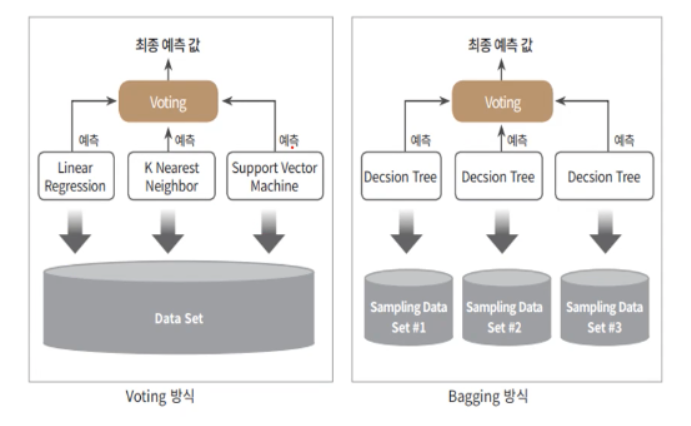 최종 예측 값
Voting
예측
예측
예측
Linear
Regression
K Nearest
Neighbor
Support Vector
Machine
Data Set
Voting 방식
최종 예측 값
Voting
예측
예측
예측
Decsion Tree
Decsion Tree
Decsion Tree
Sampling Data
Set #1
Sampling Data
Set #2
Sampling Data
Set #3
Bagging 방식